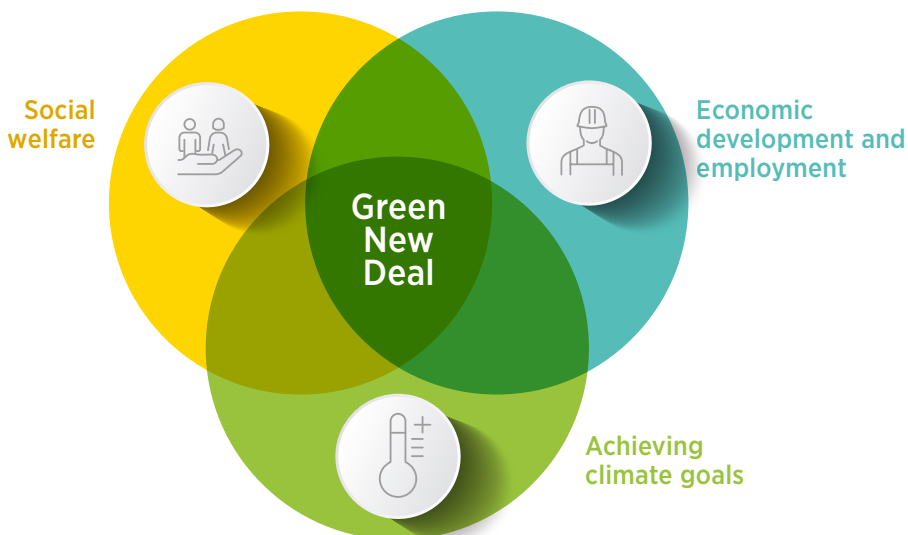 Social
welfare
Economic
development and
employment
Green
New
Deal
Achieving
climate goals